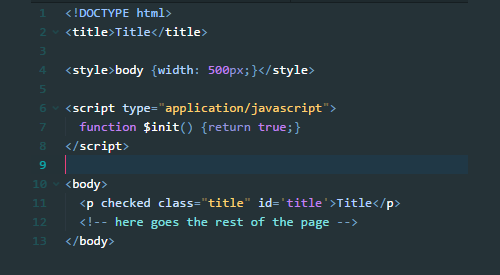 1 <!DOCTYPE html>
2 <title>Title</title>
3
4 <style>body {width: 500px;}</style>
5
6 <script type="application/javascript">
7 function $init() {return true;}
8 </script>
9
10 <body>
11 <p checked class="title" id='title'>Title</p>
12 <!-- here goes the rest of the page -->
13 </body>